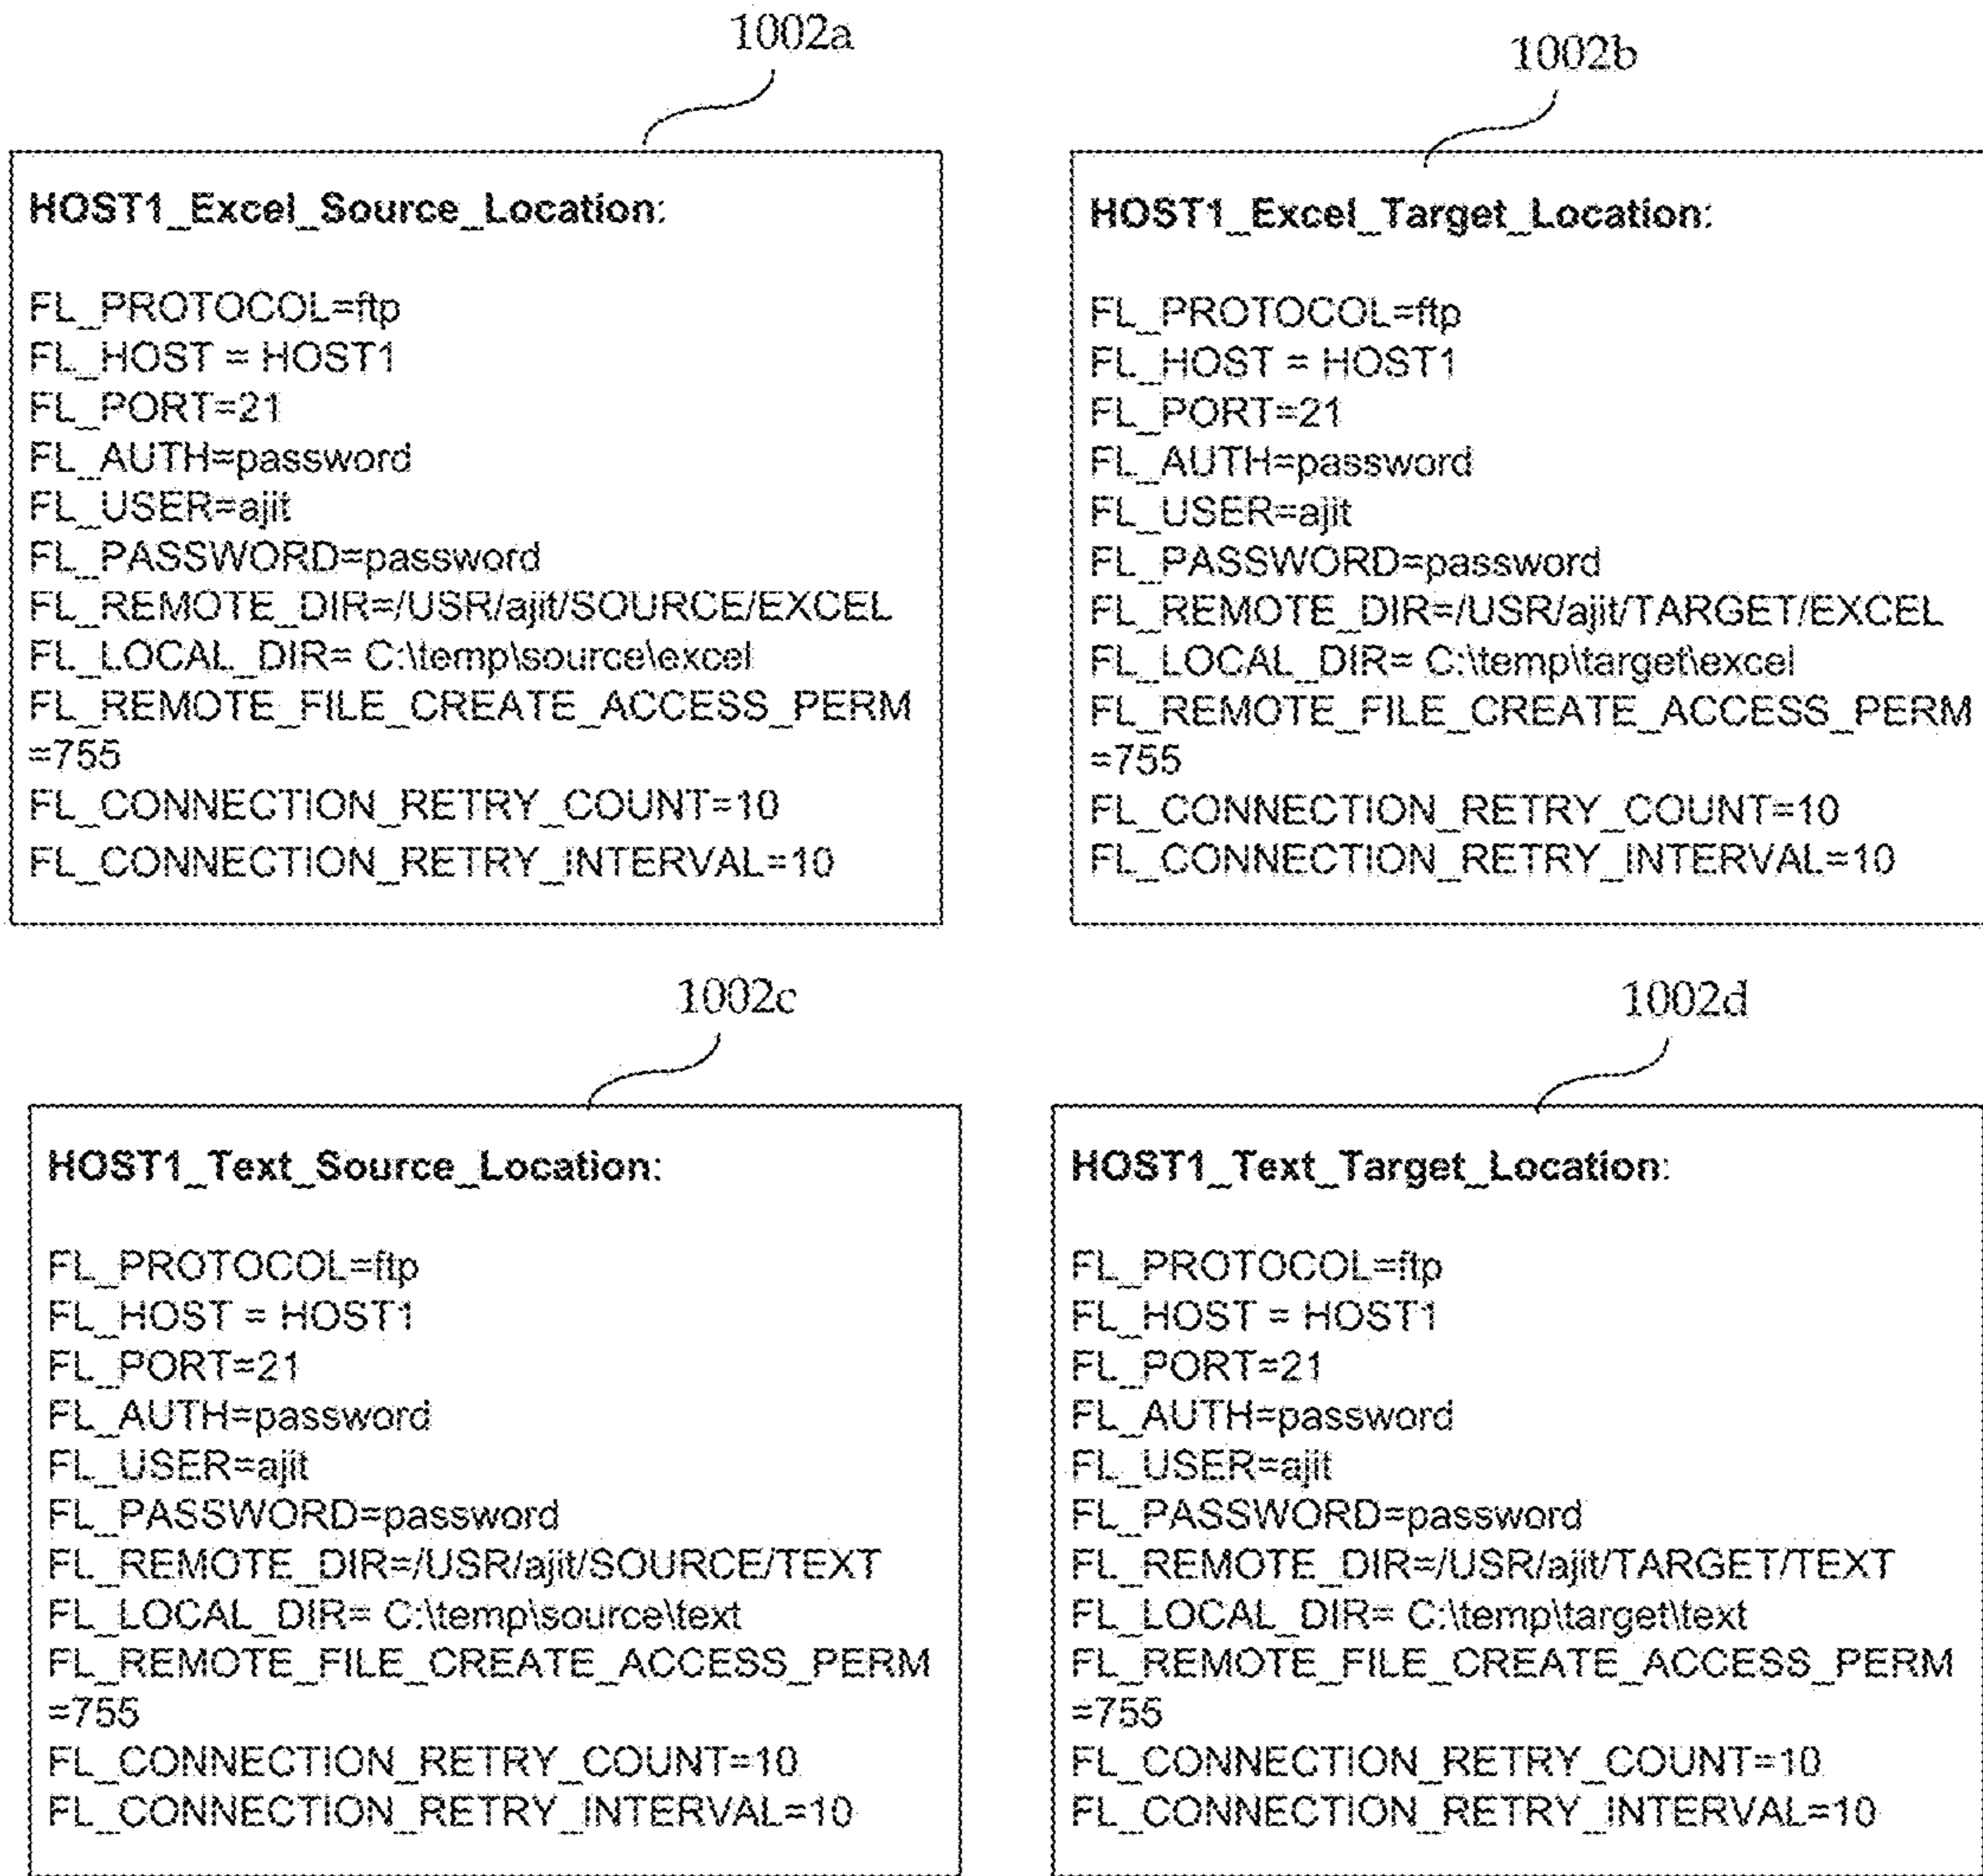 1002a
HOST1_Excel_Source_Location:
FL_PROTOCOL=ftp
FL_HOST = HOST1
FL_PORT=21
FL_AUTH=password
FL_USER=ajit
FL_PASSWORD=password
FL_REMOTE_DIR=/USR/ajit/SOURCE/EXCEL
FL_LOCAL_DIR= C:\temp\source\excel
FL_REMOTE_FILE_CREATE_ACCESS_PERM
=755
FL_CONNECTION_RETRY_COUNT=10
FL_CONNECTION_RETRY_INTERVAL=10
1002b
HOST1_Excel_Target_Location:
FL_PROTOCOL=ftp
FL_HOST = HOST1
FL_PORT=21
FL_AUTH=password
FL_USER=ajit
FL_PASSWORD=password
FL_REMOTE_DIR=/USR/ajit/TARGET/EXCEL
FL_LOCAL_DIR= C:\temp\target\excel
FL_REMOTE_FILE_CREATE_ACCESS_PERM
=755
FL_CONNECTION_RETRY_COUNT=10
FL_CONNECTION_RETRY_INTERVAL=10
1002c
HOST1_Text_Source_Location:
FL_PROTOCOL=ftp
FL_HOST = HOST1
FL_PORT=21
FL_AUTH=password
FL_USER=ajit
FL_PASSWORD=password
FL_REMOTE_DIR=/USR/ajit/SOURCE/TEXT
FL_LOCAL_DIR= C:\temp\source\text
FL_REMOTE_FILE_CREATE_ACCESS_PERM
=755
FL_CONNECTION_RETRY_COUNT=10
FL_CONNECTION_RETRY_INTERVAL=10
1002d
HOST1_Text_Target_Location:
FL_PROTOCOL=ftp
FL_HOST = HOST1
FL_PORT=21
FL_AUTH=password
FL_USER=ajit
FL_PASSWORD=password
FL_REMOTE_DIR=/USR/ajit/TARGET/TEXT
FL_LOCAL_DIR= C:\temp\target\text
FL_REMOTE_FILE_CREATE_ACCESS_PERM
=755
FL_CONNECTION_RETRY_COUNT=10
FL_CONNECTION_RETRY_INTERVAL=10